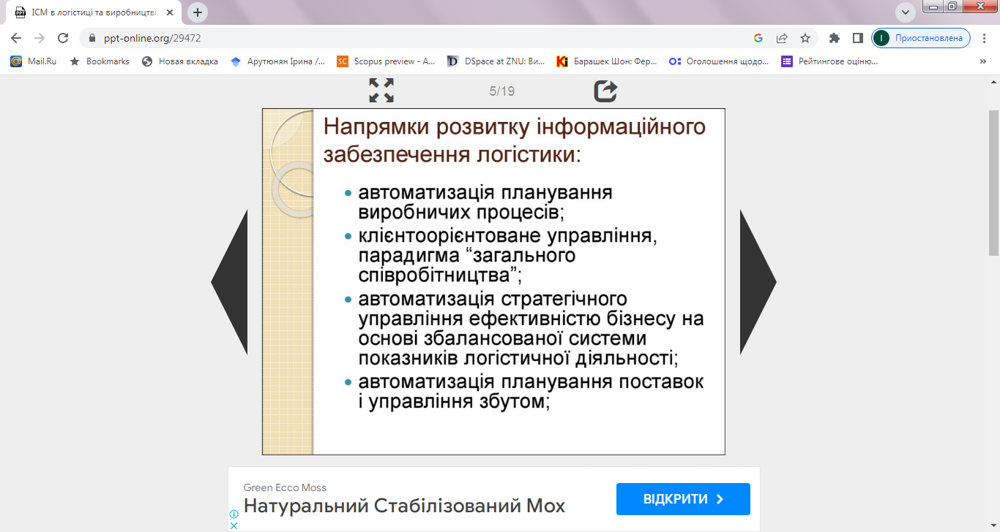 ІСМ в логістиці та виробництві.
ppt-online.org/29472
І
Призупинена
Mail.Ru
Bookmarks
Новая вкладка
Арутюнян Ірина /...
SC
Scopus preview - A...
D
DSpace at ZNU: Ви...
Ki
Барашек Шон: Фер...
Оголошення щодо...
Рейтингове оціню...
»
5/19
Напрямки розвитку інформаційного
забезпечення логістики:
• автоматизація планування
виробничих процесів;
• клієнтоорієнтоване управління,
парадигма “загального
співробітництва”;
• автоматизація стратегічного
управління ефективністю бізнесу на
основі збалансованої системи
показників логістичної діяльності;
• автоматизація планування поставок
і управління збутом;
Green Ecco Moss
Натуральний Стабілізований Мох
ВІДКРИТИ